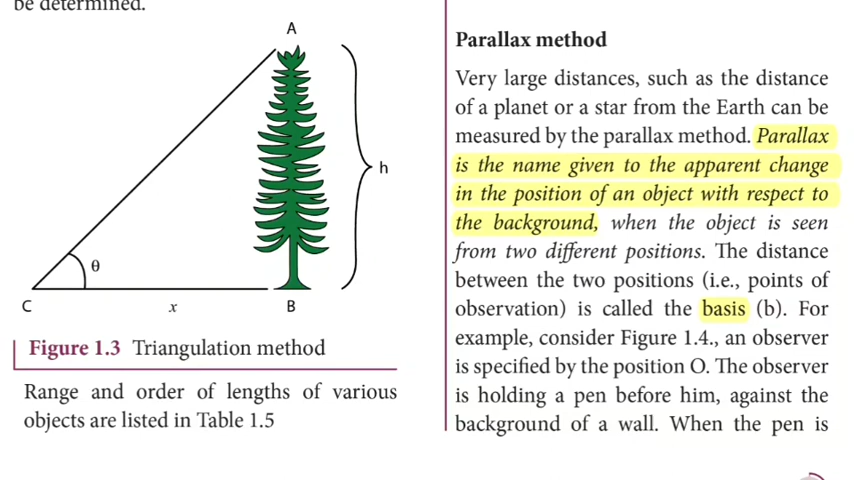 be determined.
A
h
θ
C
x
B
Figure 1.3 Triangulation method
Range and order of lengths of various
objects are listed in Table 1.5
Parallax method
Very large distances, such as the distance
of a planet or a star from the Earth can be
measured by the parallax method. Parallax
is the name given to the apparent change
in the position of an object with respect to
the background, when the object is seen
from two different positions. The distance
between the two positions (i.e., points of
observation) is called the basis (b). For
example, consider Figure 1.4., an observer
is specified by the position O. The observer
is holding a pen before him, against the
background of a wall. When the pen is